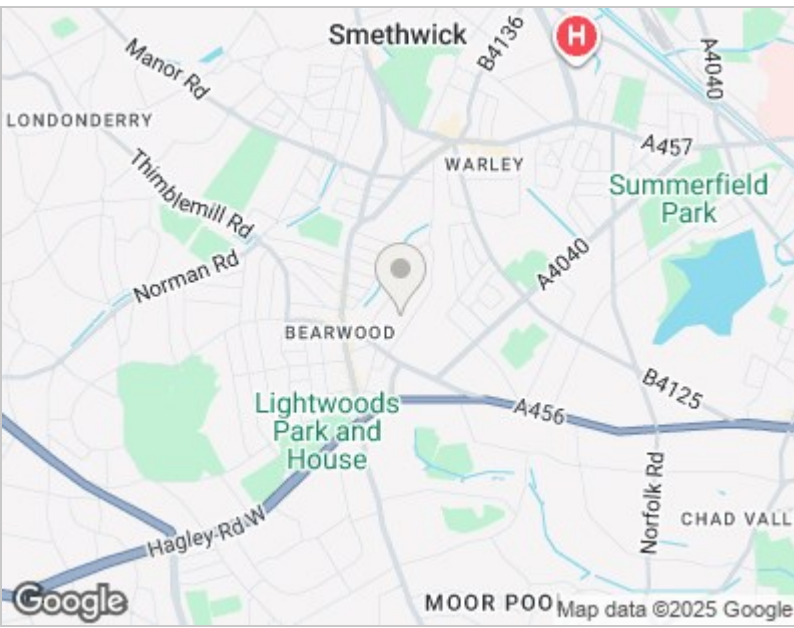 Smethwick
H
B4136
A4040
Manor Rd
LONDONDERRY
A457
WARLEY
Thimblemill Rd
Summerfield
Park
Norman Rd
A4040
BEARWOOD
B4125
Lightwoods
Park and
House
A456
Norfolk Rd
CHAD VALL
Hagley Rd W
MOOR POO
Google
Map data ©2025 Google